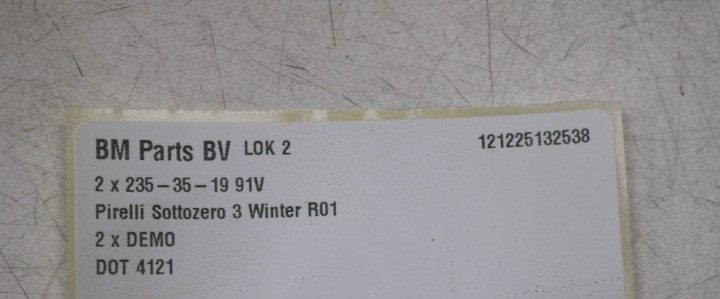 BM Parts BV LOK 2 121225132538
2 x 235-35-19 91V
Pirelli Sottozero 3 Winter R01
2 x DEMO
DOT 4121